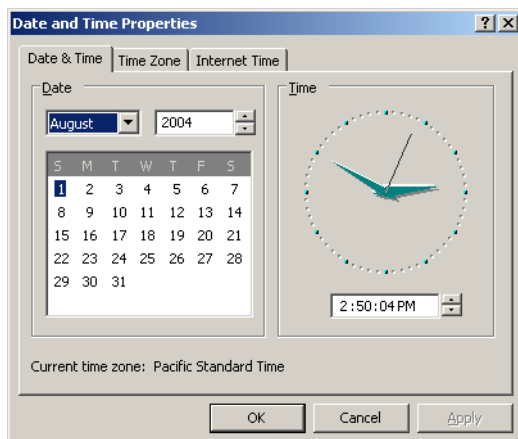 Date and Time Properties
Date & Time Time Zone Internet Time
Date
August 2004
S M T W T F S
1 2 3 4 5 6 7
8 9 10 11 12 13 14
15 16 17 18 19 20 21
22 23 24 25 26 27 28
29 30 31
Time
2:50:04 PM
Current time zone: Pacific Standard Time
OK Cancel Apply